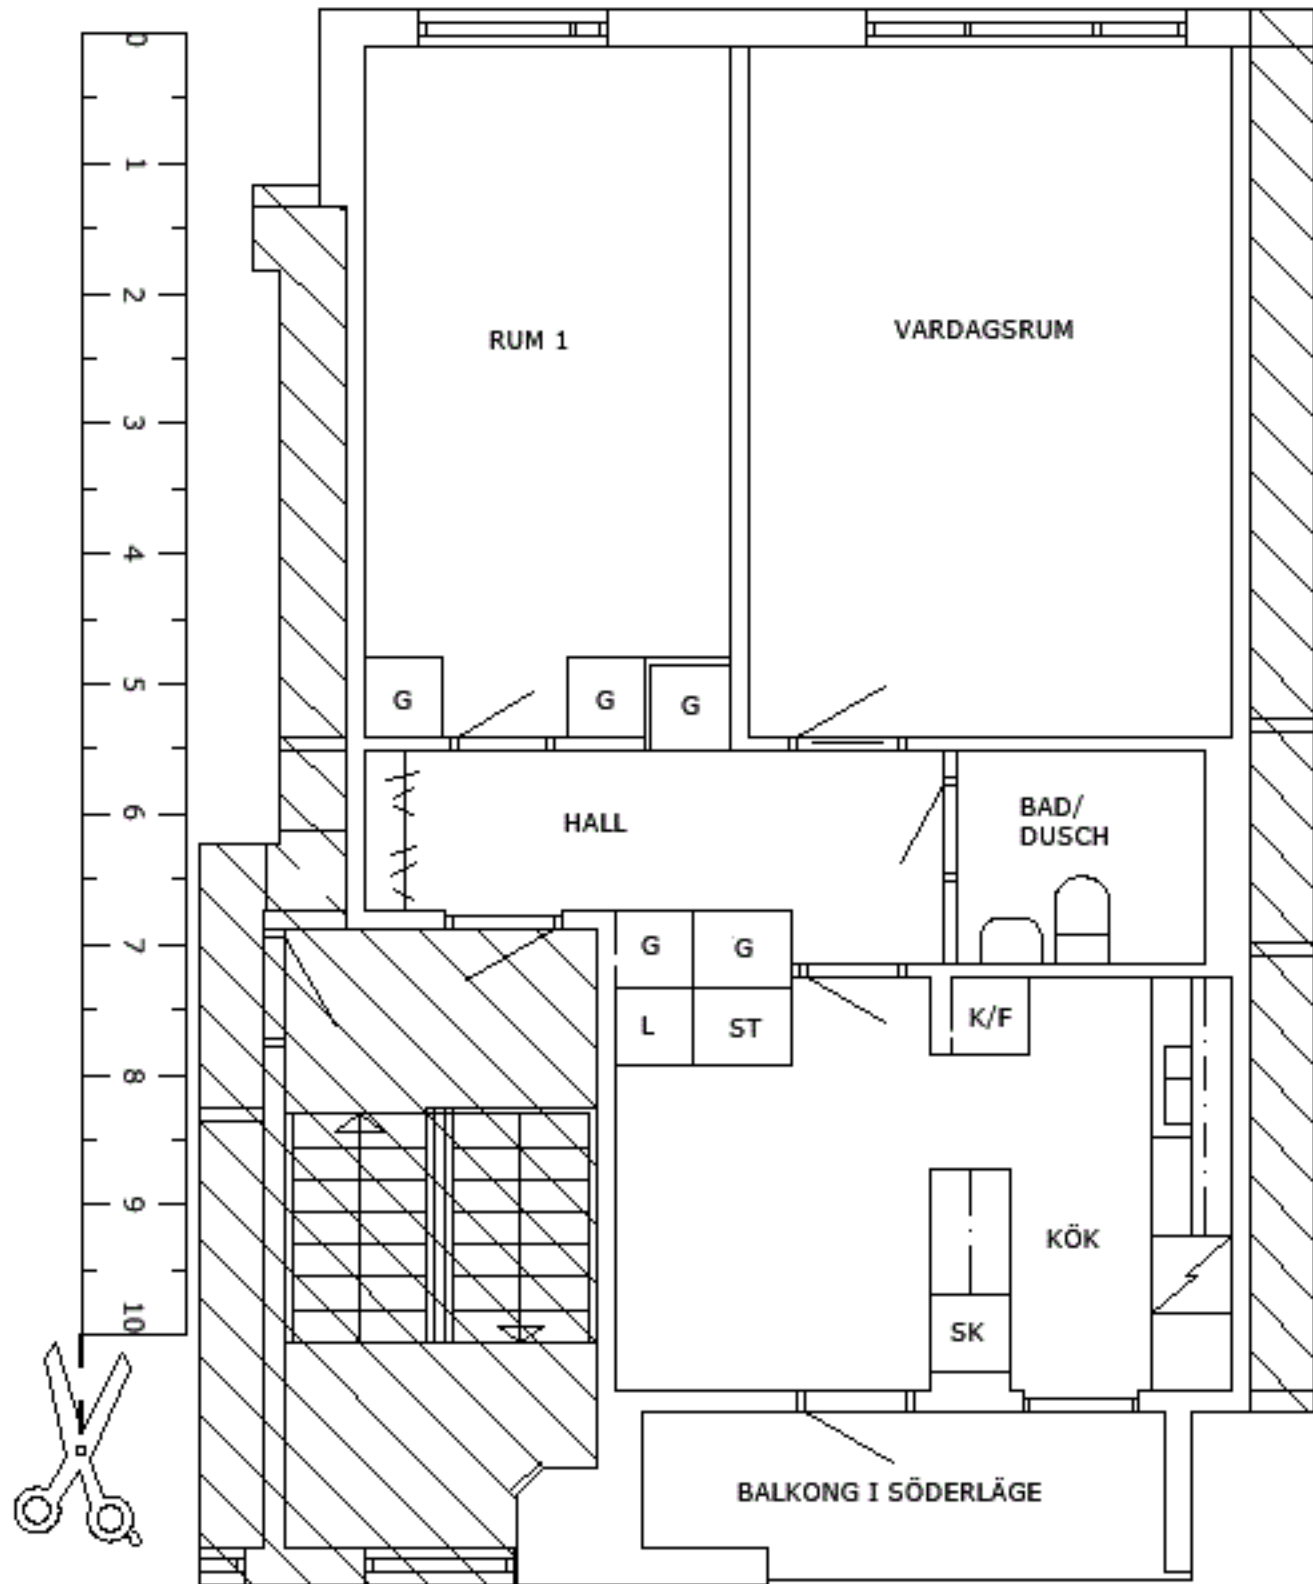 0
1
2
3
4
5
6
7
8
9
10
RUM 1
VARDAGSRUM
G
G
G
HALL
BAD/
DUSCH
G
G
L
ST
K/F
KÖK
SK
BALKONG I SÖDERLÄGE